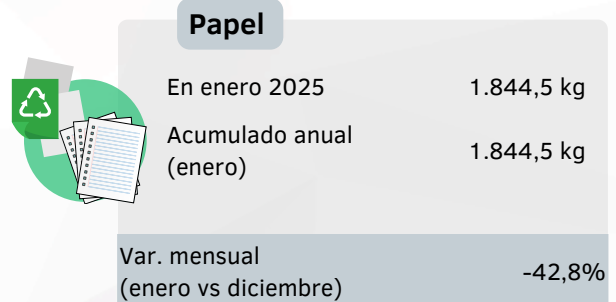 Papel
En enero 2025 1.844,5 kg
Acumulado anual
(enero) 1.844,5 kg
Var. mensual
(enero vs diciembre) -42,8%